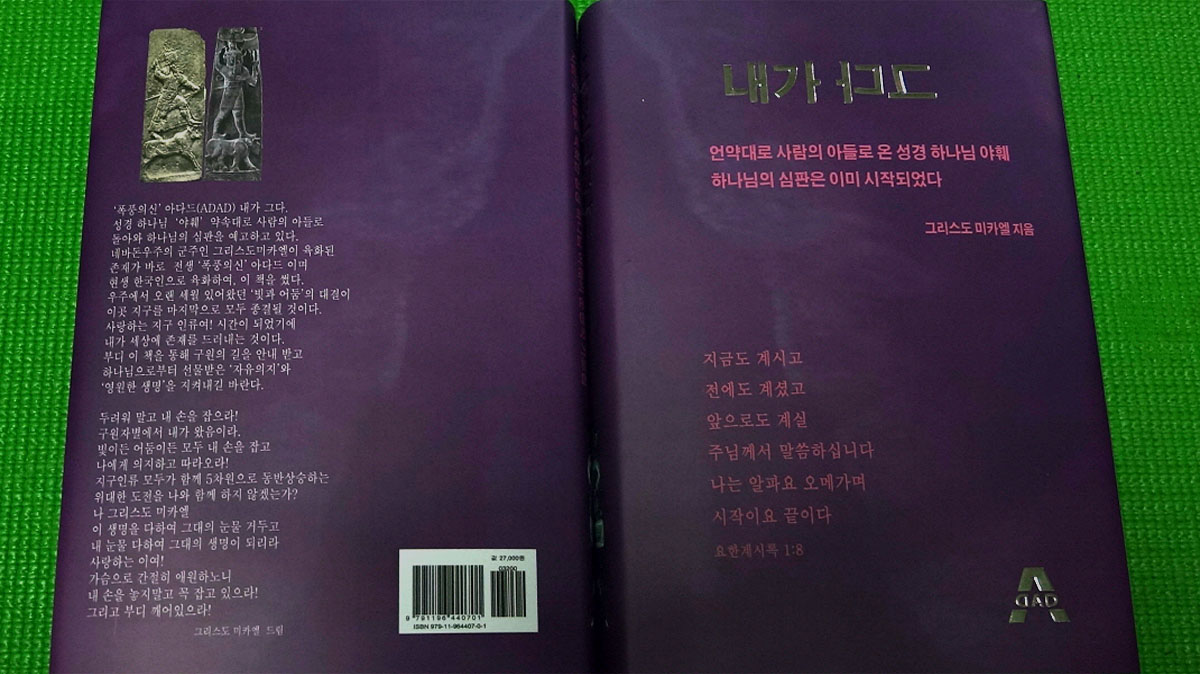 ‘폭풍의신’ 아다드(ADAD) 내가 그다.
성경 하나님 ‘야훼’ 약속대로 사람의 아들로
돌아와 하나님의 심판을 예고하고 있다.
네바돈우주의 군주인 그리스도미카엘이 육화된
존재가 바로 전생 ‘폭풍의신’ 아다드 이며
현생 한국인으로 육화하여, 이 책을 썼다.
우주에서 오랜 세월 있어왔던 ‘빛과 어둠’의 대결이
이곳 지구를 마지막으로 모두 종결될 것이다.
사랑하는 지구 인류여! 시간이 되었기에
내가 세상에 존재를 드러내는 것이다.
부디 이 책을 통해 구원의 길을 안내 받고
하나님으로부터 선물받은 ‘자유의지’와
‘영원한 생명’을 지켜내길 바란다.
두려워 말고 내 손을 잡으라!
구원자별에서 내가 왔음이라.
빛이든 어둠이든 모두 내 손을 잡고
나에게 의지하고 따라오라!
지구인류 모두가 함께 5차원으로 동반상승하는
위대한 도전을 나와 함께 하지 않겠는가?
나 그리스도 미카엘
이 생명을 다하여 그대의 눈물 거두고
내 눈물 다하여 그대의 생명이 되리라
사랑하는 이여!
가슴으로 간절히 애원하노니
내 손을 놓지말고 꼭 잡고 있으라!
그리고 부디 깨어있으라!
그리스도 미카엘 드림
값 27,000원
03200
9 791196 440701
ISBN 979-11-964407-0-1
내가
언약대로 사람의 아들로 온 성경 하나님 야훼
하나님의 심판은 이미 시작되었다
그리스도 미카엘 지음
지금도 계시고
전에도 계셨고
앞으로도 계실
주님께서 말씀하십니다
나는 알파요 오메가며
시작이요 끝이다
요한계시록 1:8
A
DAD